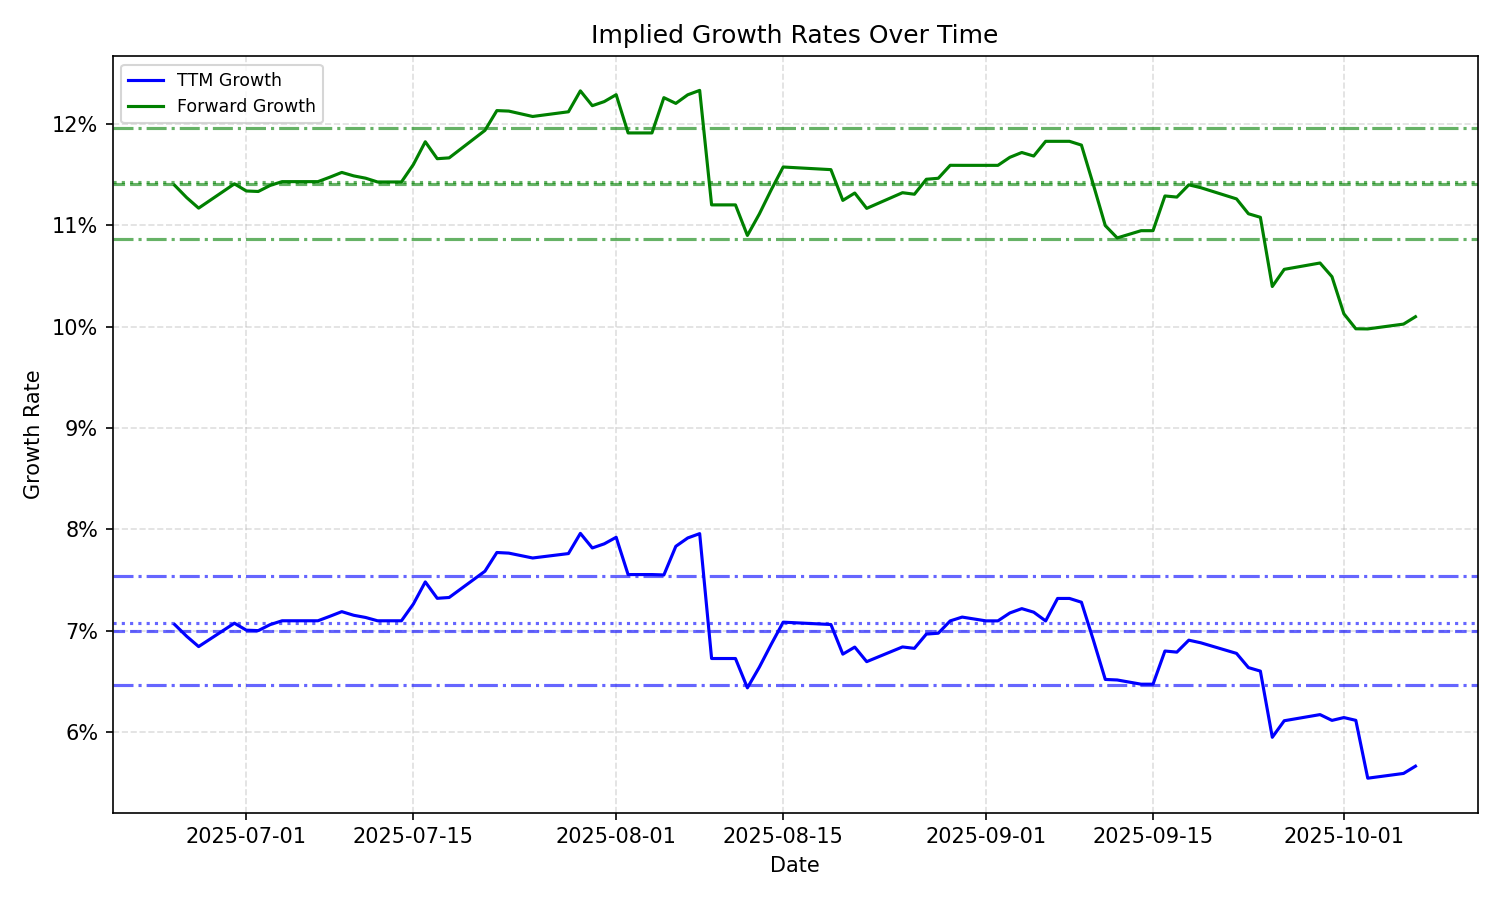 Implied Growth Rates Over Time
TTM Growth
Forward Growth
12%
11%
10%
9%
8%
7%
6%
Growth Rate
2025-07-01
2025-07-15
2025-08-01
2025-08-15
2025-09-01
2025-09-15
2025-10-01
Date